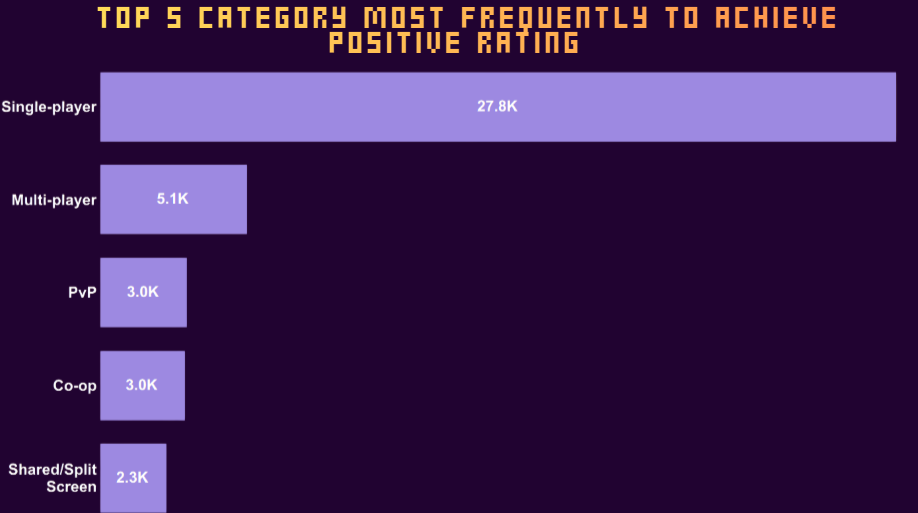 TOP 5 CATEGORY MOST FREQUENTLY TO ACHIEVE
POSITIVE RATING
Single-player
27.8K
Multi-player
5.1K
PvP
3.0K
Co-op
3.0K
Shared/Split
Screen
2.3K